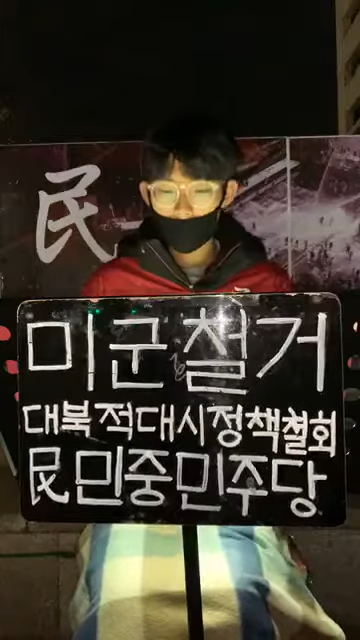 民
미군철거
대북적대시정책철회
民민중민주당